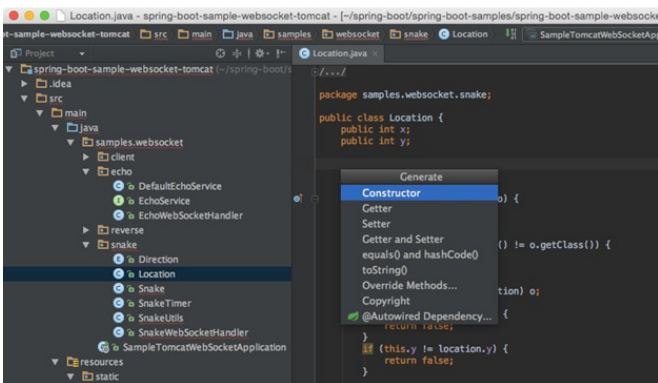 Location.java - spring-boot-sample-websocket-tomcat - [~/spring-boot/spring-boot-samples/spring-boot-sample-websocke
t-sample-websocket-tomcat src main java samples websocket snake Location SampleTomcatWebSocketAp
Project
Location.java
spring-boot-sample-websocket-tomcat (~/spring-boot/s
.idea
src
main
java
samples.websocket
client
echo
DefaultEchoService
EchoService
EchoWebSocketHandler
reverse
snake
Direction
Location
Snake
SnakeTimer
SnakeUtils
SnakeWebSocketHandler
SampleTomcatWebSocketApplication
resources
static
/.../
package samples.websocket.snake;
public class Location {
public int x;
public int y;
Generate
Constructor
Getter
Setter
Getter and Setter
equals() and hashCode()
toString()
Override Methods...
Copyright
@Autowired Dependency...
o) {
() != o.getClass()) {
tion) o;
{
return false;
}
if (this.y != location.y) {
return false;
}